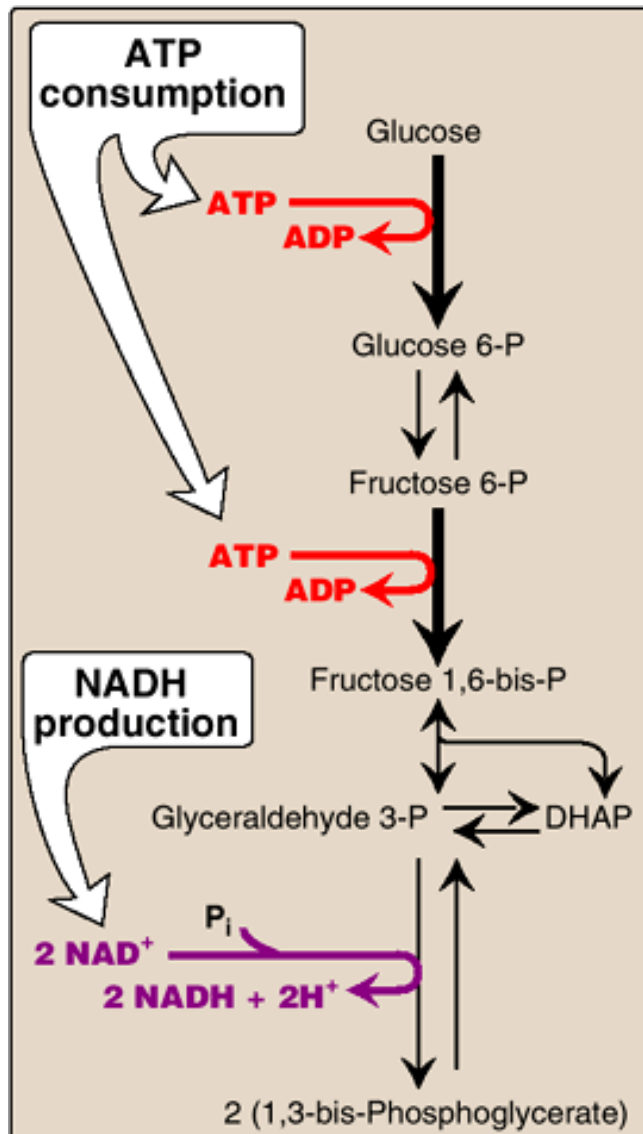 ATP
consumption
Glucose
ATP
ADP
Glucose 6-P
Fructose 6-P
ATP
ADP
Fructose 1,6-bis-P
NADH
production
Glyceraldehyde 3-P
DHAP
Pᵢ
2 NAD⁺
2 NADH + 2H⁺
2 (1,3-bis-Phosphoglycerate)